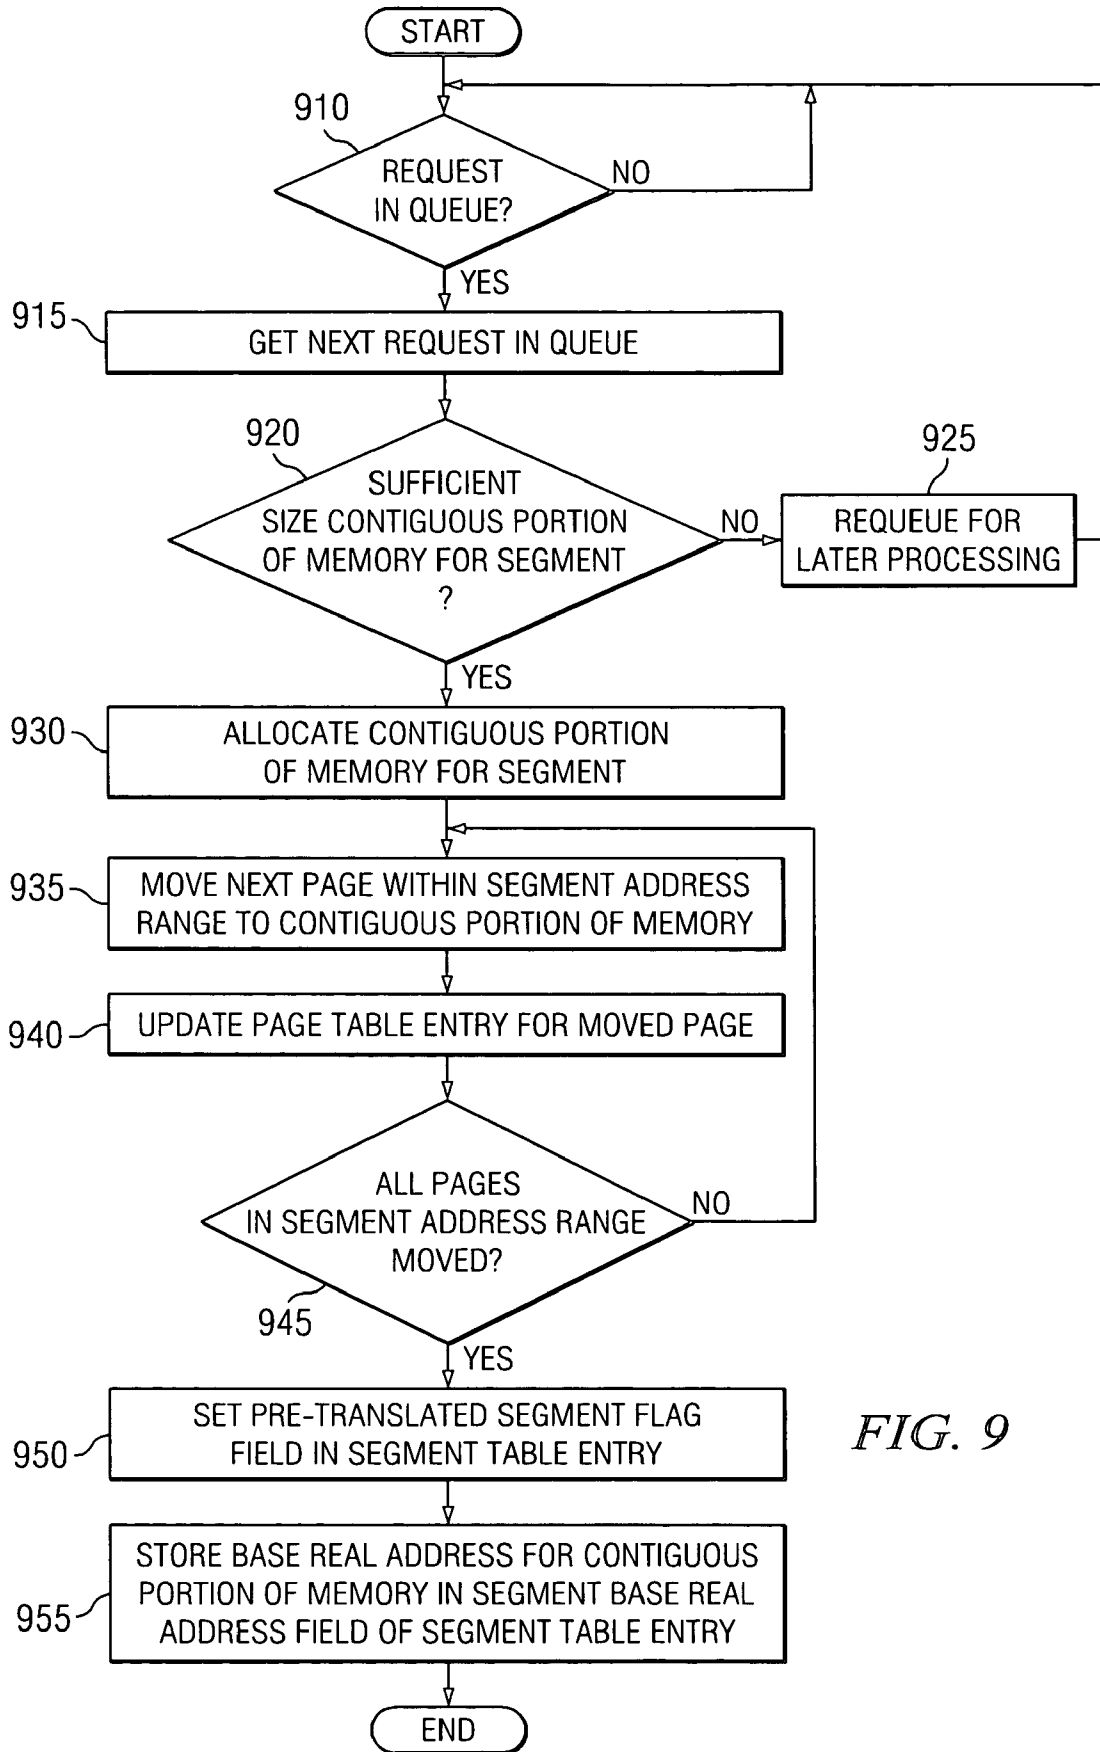 START
910
REQUEST
IN QUEUE?
NO
YES
915
GET NEXT REQUEST IN QUEUE
920
SUFFICIENT
SIZE CONTIGUOUS PORTION
OF MEMORY FOR SEGMENT
?
NO
925
REQUEUE FOR
LATER PROCESSING
YES
930
ALLOCATE CONTIGUOUS PORTION
OF MEMORY FOR SEGMENT
935
MOVE NEXT PAGE WITHIN SEGMENT ADDRESS
RANGE TO CONTIGUOUS PORTION OF MEMORY
940
UPDATE PAGE TABLE ENTRY FOR MOVED PAGE
ALL PAGES
IN SEGMENT ADDRESS RANGE
MOVED?
NO
945
YES
950
SET PRE-TRANSLATED SEGMENT FLAG
FIELD IN SEGMENT TABLE ENTRY
FIG. 9
955
STORE BASE REAL ADDRESS FOR CONTIGUOUS
PORTION OF MEMORY IN SEGMENT BASE REAL
ADDRESS FIELD OF SEGMENT TABLE ENTRY
END